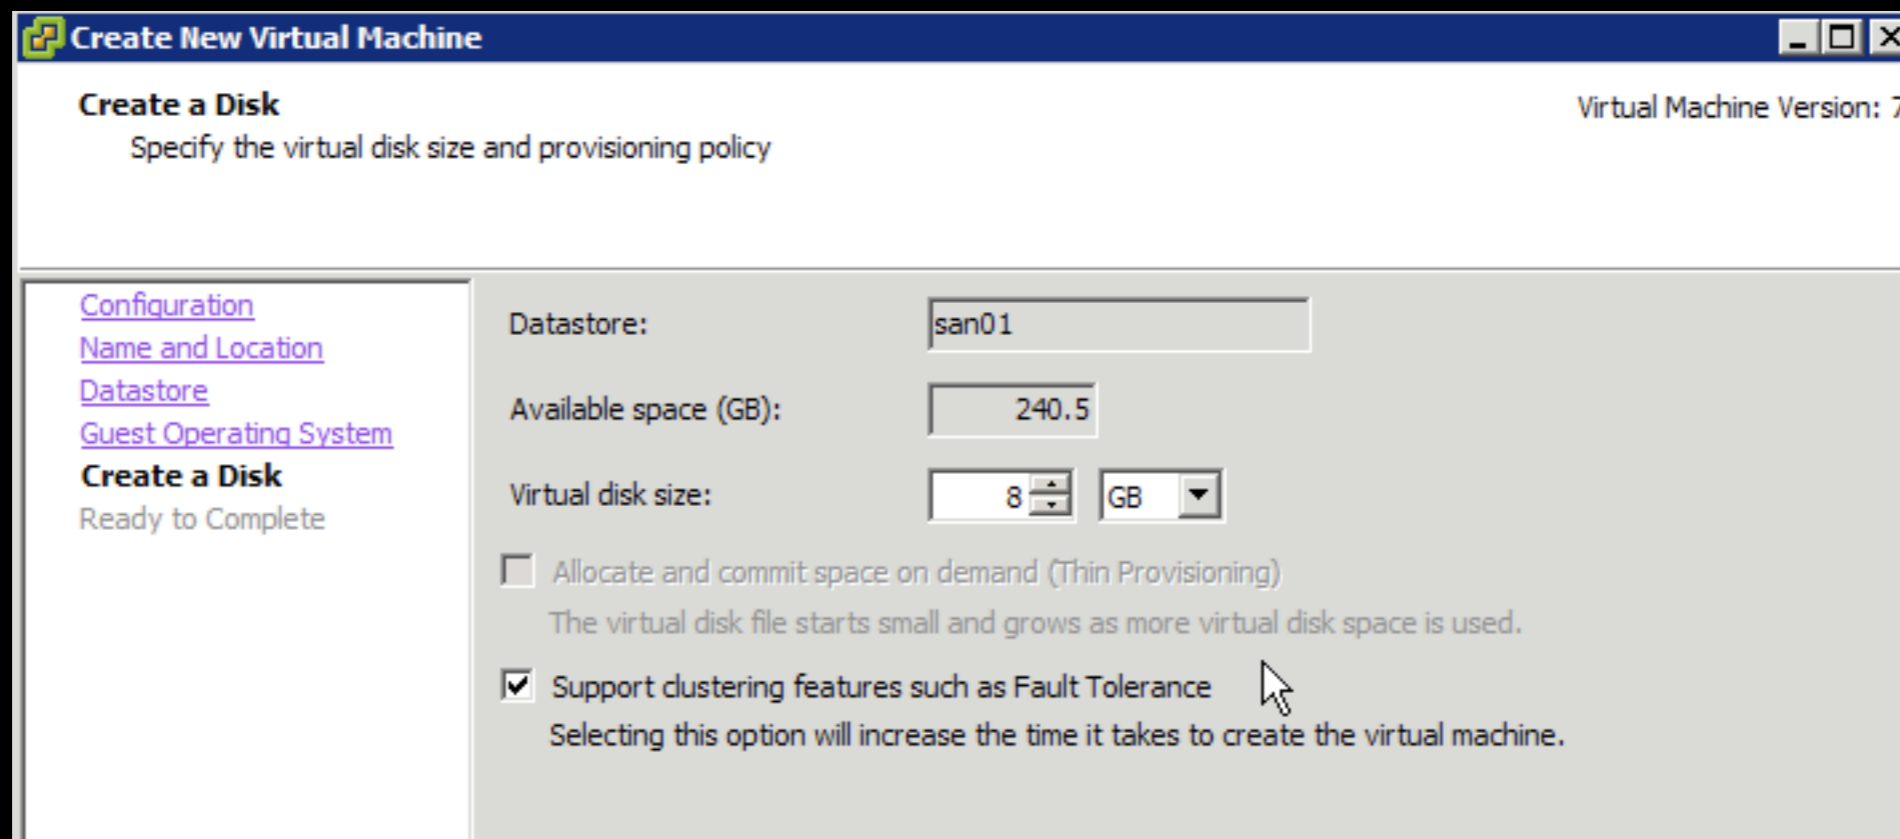 Create New Virtual Machine
Create a Disk
Virtual Machine Version: 7
Specify the virtual disk size and provisioning policy
Configuration
Name and Location
Datastore
Guest Operating System
Create a Disk
Ready to Complete
Datastore: san01
Available space (GB): 240.5
Virtual disk size: 8 GB
Allocate and commit space on demand (Thin Provisioning)
The virtual disk file starts small and grows as more virtual disk space is used.
Support clustering features such as Fault Tolerance
Selecting this option will increase the time it takes to create the virtual machine.